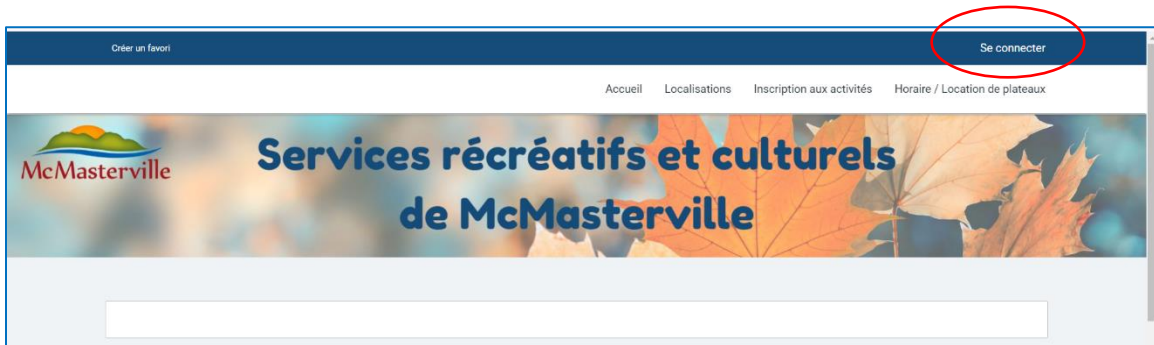 Créer un favori
Se connecter
Accueil Localisations Inscription aux activités Horaire / Location de plateaux
McMasterville
Services récréatifs et culturels
de McMasterville